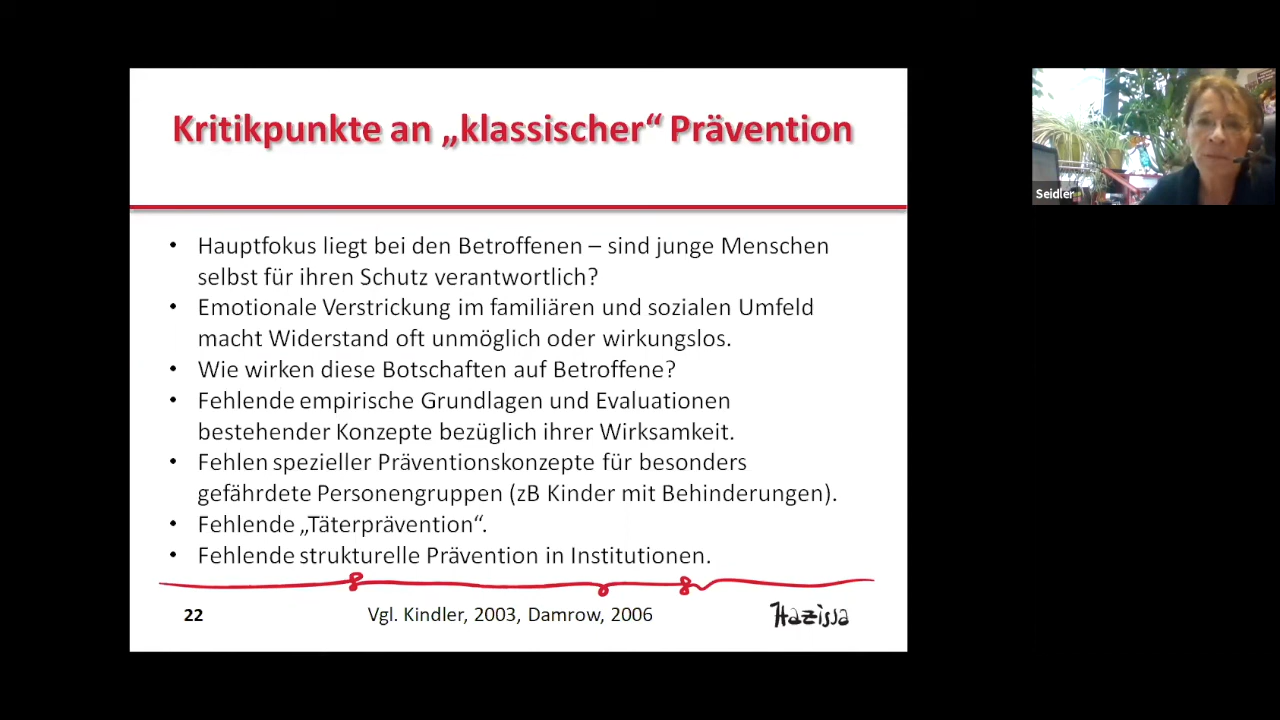 Kritikpunkte an „klassischer“ Prävention
• Hauptfokus liegt bei den Betroffenen – sind junge Menschen
selbst für ihren Schutz verantwortlich?
• Emotionale Verstrickung im familiären und sozialen Umfeld
macht Widerstand oft unmöglich oder wirkungslos.
• Wie wirken diese Botschaften auf Betroffene?
• Fehlende empirische Grundlagen und Evaluationen
bestehender Konzepte bezüglich ihrer Wirksamkeit.
• Fehlen spezieller Präventionskonzepte für besonders
gefährdete Personengruppen (zB Kinder mit Behinderungen).
• Fehlende „Täterprävention“.
• Fehlende strukturelle Prävention in Institutionen.
22 Vgl. Kindler, 2003, Damrow, 2006 Hazissa
Seidler